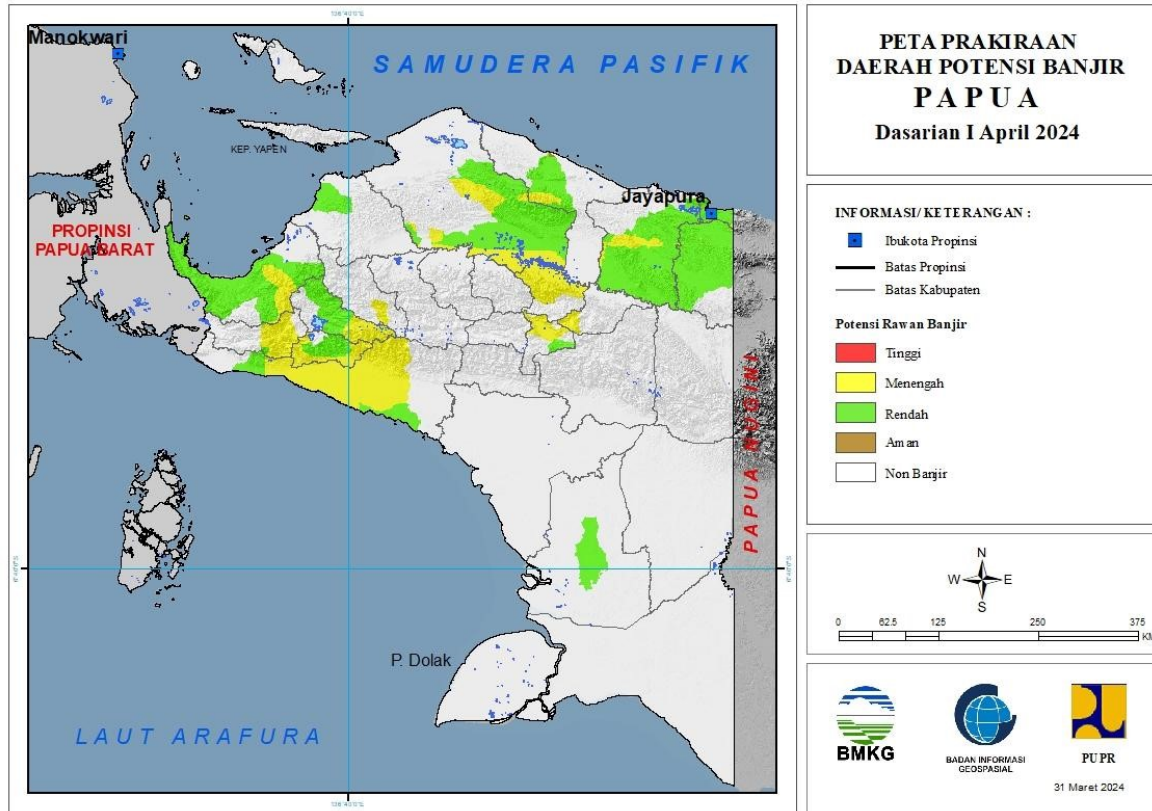 Manokwari
SAMUDERA PASIFIK
KEP. YAPEN
Jayapura
PROPINSI
PAPUA BARAT
PAPUA NUGINI
P. Dolak
LAUT ARAFURA
PETA PRAKIRAAN
DAERAH POTENSI BANJIR
PAPUA
Dasarian I April 2024
INFORMASI/KETERANGAN :
Ibukota Propinsi
Batas Propinsi
Batas Kabupaten
Potensi Rawan Banjir
Tinggi
Menengah
Rendah
Aman
Non Banjir
N
W E
S
0 62.5 125 250 375
KM
BMKG
BADAN INFORMASI
GEOSPASIAL
PUPR
31 Maret 2024